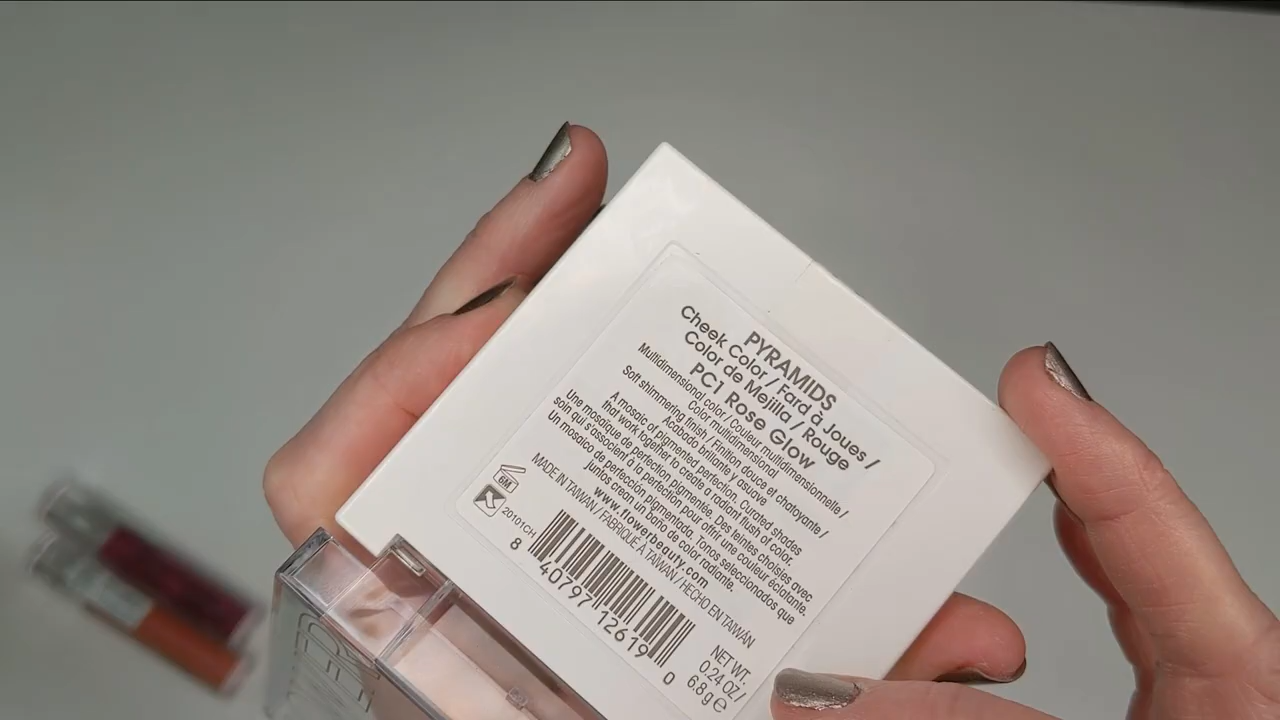 PYRAMIDS
Cheek Color / Fard à Joues /
Color de Mejilla / Rouge
PC1 Rose Glow
Multidimensional color / Couleur multidimensionnelle /
Color multidimensional
Soft shimmering finish / Finition douce et chatoyante /
Acabado brillante y suave
A mosaic of pigmented perfection. Curated shades
that work together to create a radiant flush of color.
Une mosaïque de perfection pigmentée. Des teintes choisies avec
soin qui s'associent à la perfection pour offrir une couleur éclatante.
Un mosaico de perfección pigmentada. Tonos seleccionados que
juntos crean un baño de color radiante.
www.flowerbeauty.com
MADE IN TAIWAN / FABRIQUÉ À TAÏWAN / HECHO EN TAIWÁN
6M
20101CH
8 40797 12619 0
NET WT.
0.24 OZ/
6.8 g e